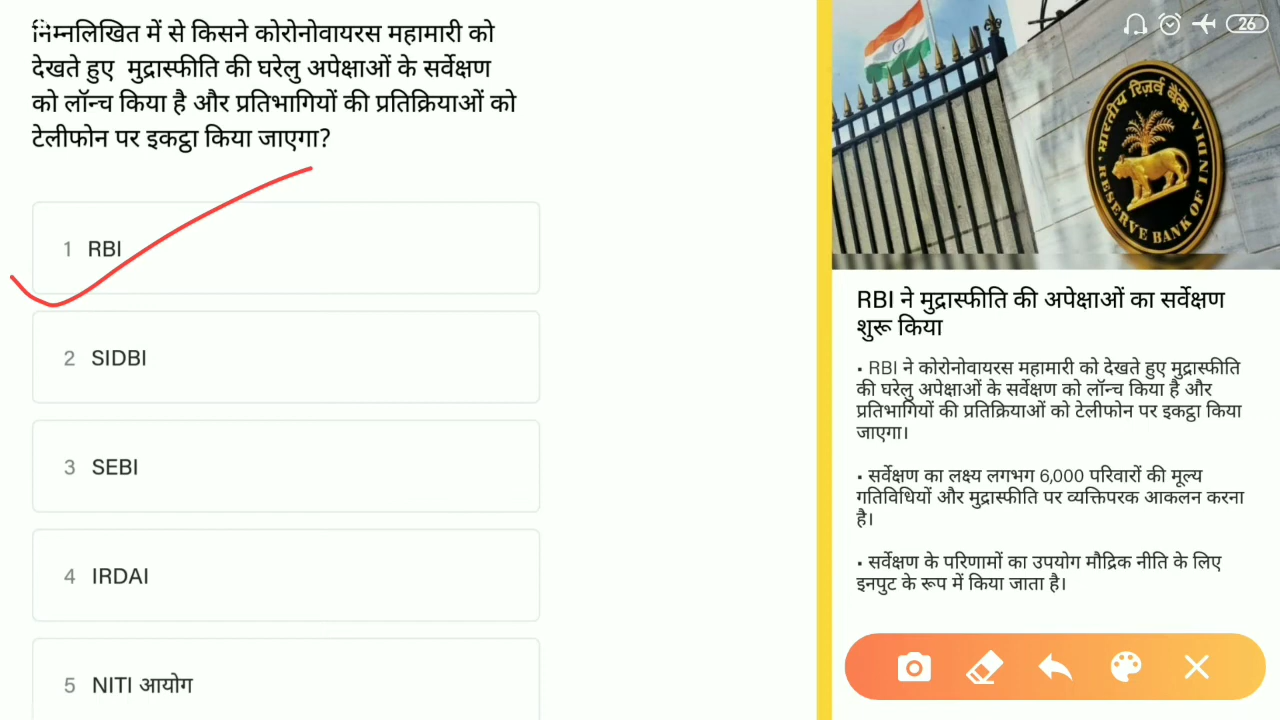 निम्नलिखित में से किसने कोरोनोवायरस महामारी को
देखते हुए मुद्रास्फीति की घरेलु अपेक्षाओं के सर्वेक्षण
को लॉन्च किया है और प्रतिभागियों की प्रतिक्रियाओं को
टेलीफोन पर इकट्ठा किया जाएगा?
1 RBI
2 SIDBI
3 SEBI
4 IRDAI
5 NITI आयोग
26
भारतीय रिज़र्व बैंक
RESERVE BANK OF INDIA
RBI ने मुद्रास्फीति की अपेक्षाओं का सर्वेक्षण
शुरू किया
• RBI ने कोरोनोवायरस महामारी को देखते हुए मुद्रास्फीति
की घरेलु अपेक्षाओं के सर्वेक्षण को लॉन्च किया है और
प्रतिभागियों की प्रतिक्रियाओं को टेलीफोन पर इकट्ठा किया
जाएगा।
• सर्वेक्षण का लक्ष्य लगभग 6,000 परिवारों की मूल्य
गतिविधियों और मुद्रास्फीति पर व्यक्तिपरक आकलन करना
है।
• सर्वेक्षण के परिणामों का उपयोग मौद्रिक नीति के लिए
इनपुट के रूप में किया जाता है।